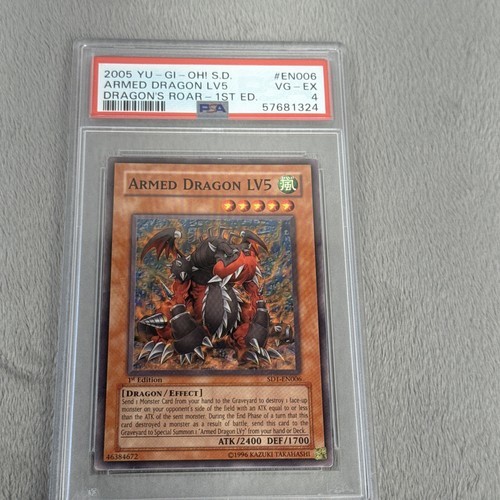 2005 YU-GI-OH! S.D. #EN006
ARMED DRAGON LV5 VG-EX
DRAGON'S ROAR-1ST ED. 4
PSA 57681324
ARMED DRAGON LV5 風
1st Edition SD1-EN006
[DRAGON/EFFECT]
Send 1 Monster Card from your hand to the Graveyard to destroy 1 face-up
monster on your opponent's side of the field with an ATK equal to or less
than the ATK of the sent monster. During the End Phase of a turn that this
card destroyed a monster as a result of battle, send this card to the
Graveyard to Special Summon 1 "Armed Dragon LV7" from your hand or Deck.
ATK/2400 DEF/1700
46384672 ©1996 KAZUKI TAKAHASHI